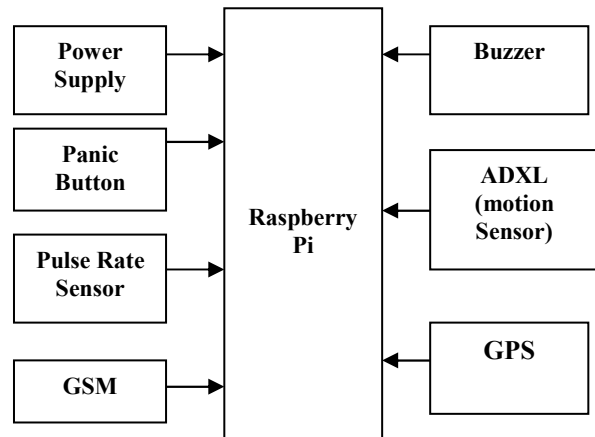 Power
Supply
Panic
Button
Pulse Rate
Sensor
GSM
Raspberry
Pi
Buzzer
ADXL
(motion
Sensor)
GPS